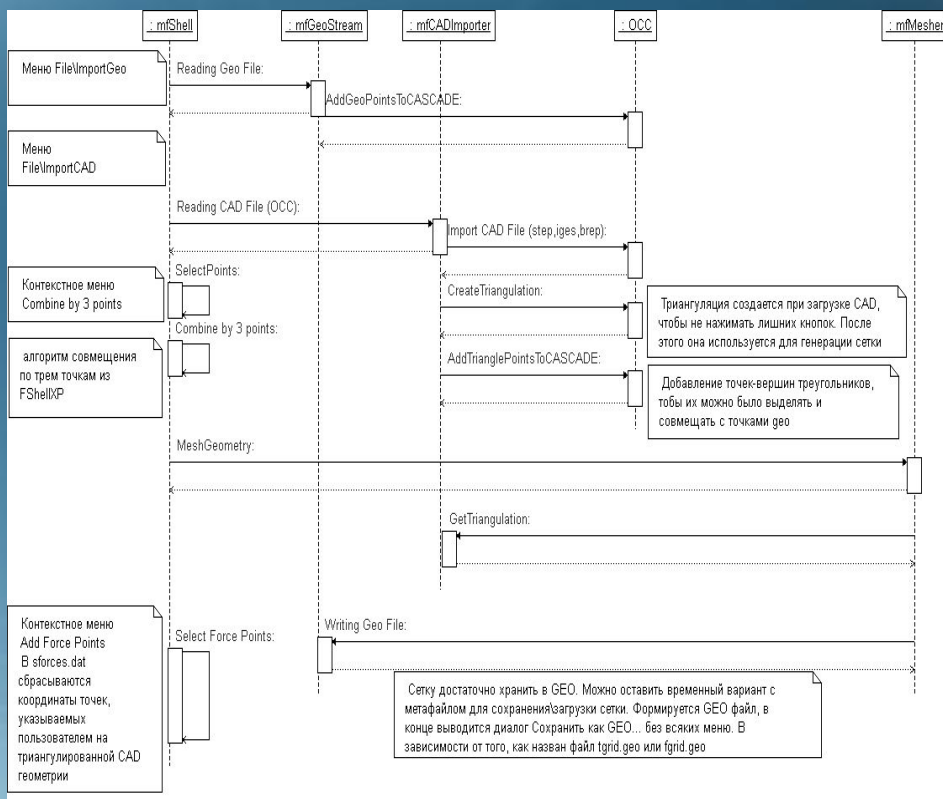 : mfShell
: mfGeoStream
: mfCADImporter
: OCC
: mfMesher
Меню File\ImportGeo
Reading Geo File:
AddGeoPointsToCASCADE:
Меню
File\ImportCAD
Reading CAD File (OCC):
Import CAD File (step,iges,brep):
Контекстное меню
Combine by 3 points
SelectPoints:
CreateTriangulation:
Триангуляция создается при загрузке CAD,
чтобы не нажимать лишних кнопок. После
этого она используется для генерации сетки
Combine by 3 points:
алгоритм совмещения
по трем точкам из
FShellXP
AddTrianglePointsToCASCADE:
Добавление точек-вершин треугольников,
тобы их можно было выделять и
совмещать с точками geo
MeshGeometry:
GetTriangulation:
Контекстное меню
Add Force Points
В sforces.dat
сбрасываются
координаты точек,
указываемых
пользователем на
триангулированной CAD
геометрии
Select Force Points:
Writing Geo File:
Сетку достаточно хранить в GEO. Можно оставить временный вариант с
метафайлом для сохранения\загрузки сетки. Формируется GEO файл, в
конце выводится диалог Сохранить как GEO... без всяких меню. В
зависимости от того, как назван файл tgrid.geo или fgrid.geo